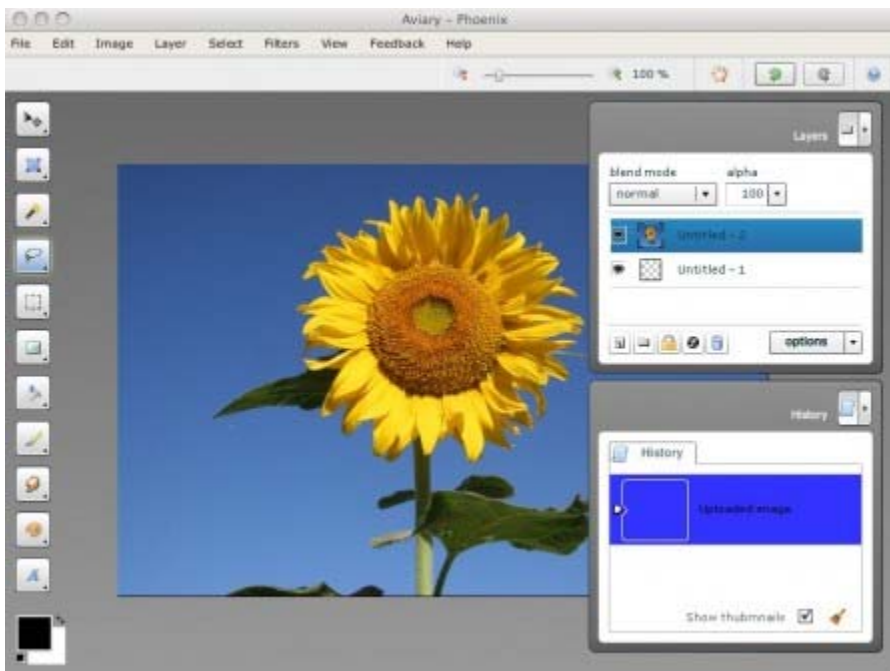 Aviary - Phoenix
File Edit Image Layer Select Filters View Feedback Help
100 %
Layers
blend mode alpha
normal 100
Untitled - 2
Untitled - 1
options
History
History
Uploaded image
Show thubmnails